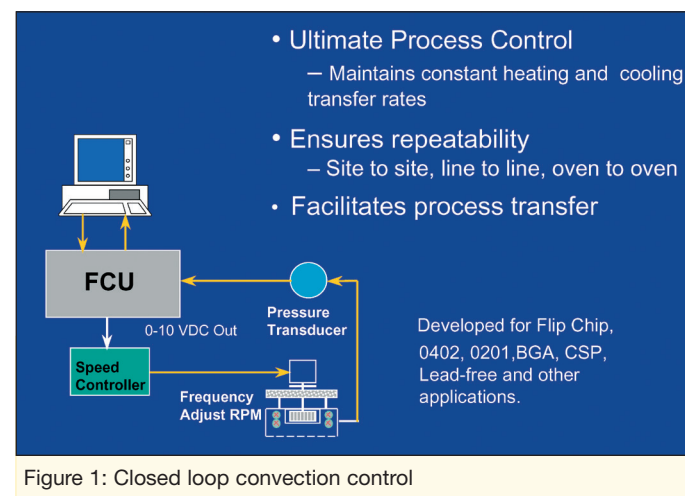 • Ultimate Process Control
– Maintains constant heating and cooling
transfer rates
• Ensures repeatability
– Site to site, line to line, oven to oven
• Facilitates process transfer
FCU
0-10 VDC Out
Pressure
Transducer
Speed
Controller
Frequency
Adjust RPM
Developed for Flip Chip,
0402, 0201,BGA, CSP,
Lead-free and other
applications.
Figure 1: Closed loop convection control